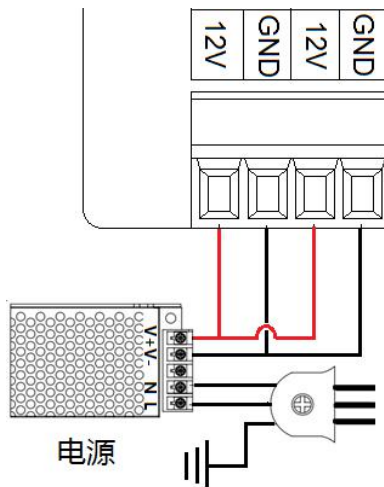 12V GND 12V GND
V+
V-
N
L
电源